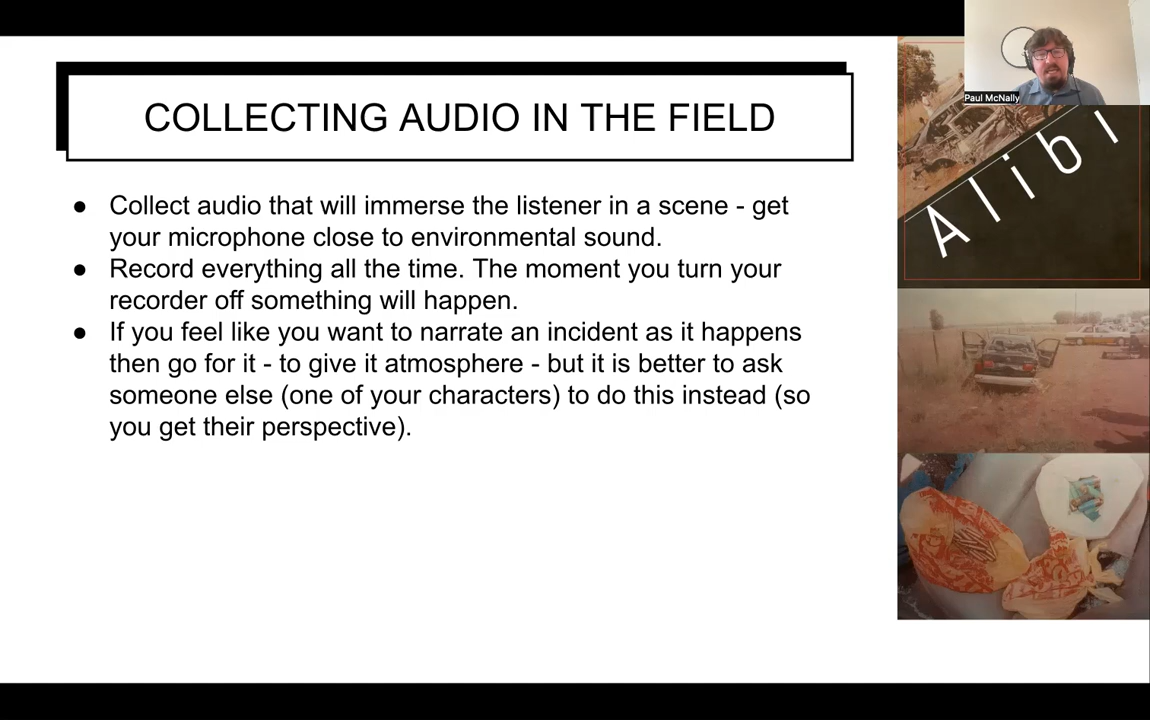 COLLECTING AUDIO IN THE FIELD
● Collect audio that will immerse the listener in a scene - get
your microphone close to environmental sound.
● Record everything all the time. The moment you turn your
recorder off something will happen.
● If you feel like you want to narrate an incident as it happens
then go for it - to give it atmosphere - but it is better to ask
someone else (one of your characters) to do this instead (so
you get their perspective).
Paul McNally
Alibi